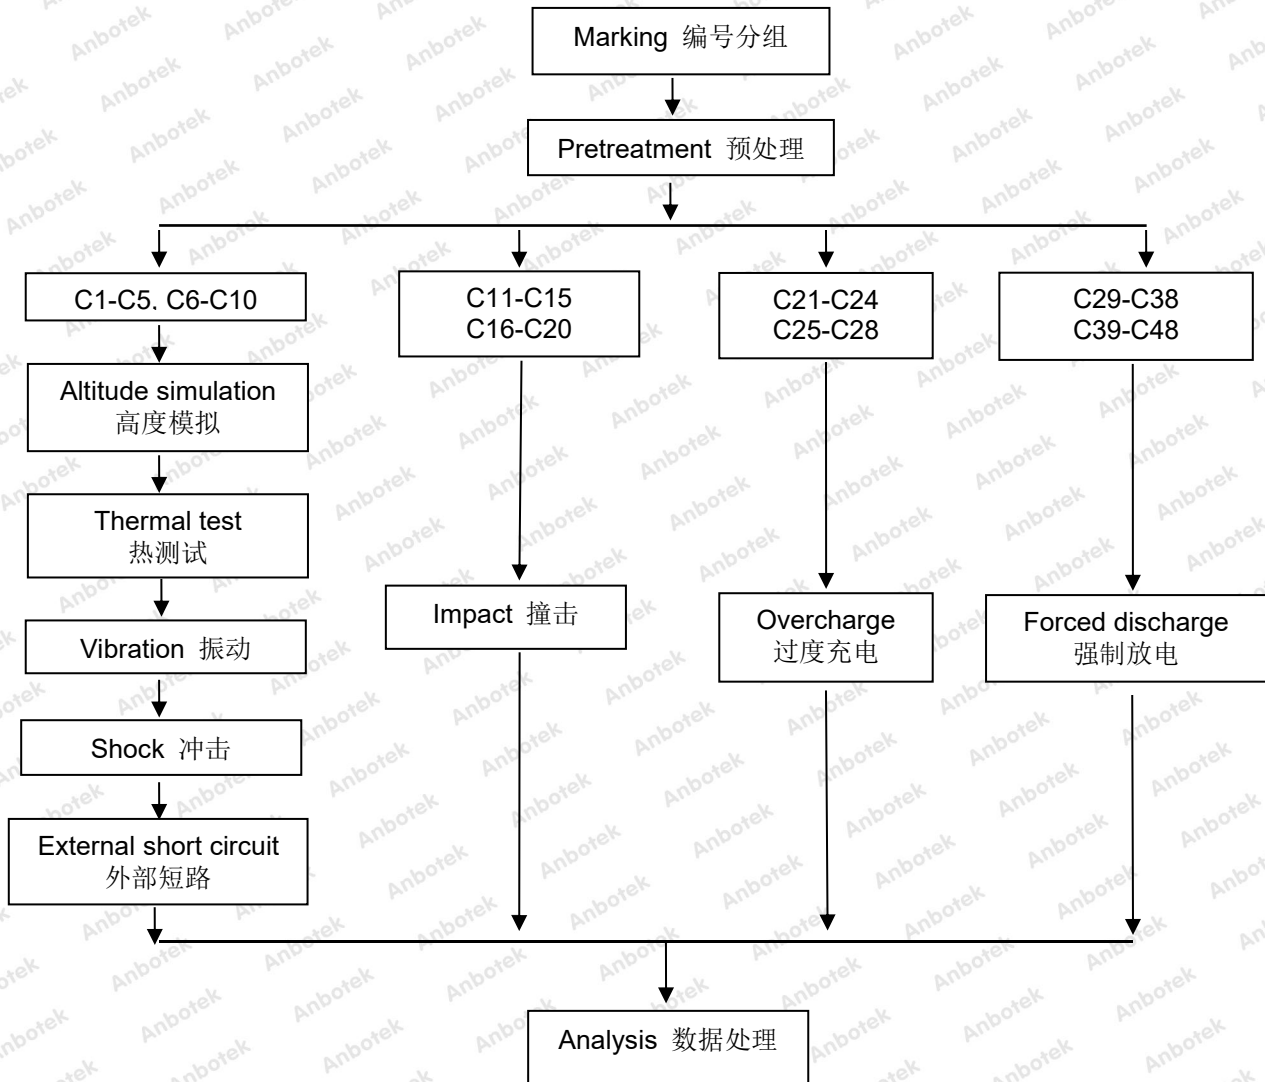 Marking 编号分组
Pretreatment 预处理
C1-C5, C6-C10
C11-C15
C16-C20
C21-C24
C25-C28
C29-C38
C39-C48
Altitude simulation
高度模拟
Thermal test
热测试
Vibration 振动
Shock 冲击
External short circuit
外部短路
Impact 撞击
Overcharge
过度充电
Forced discharge
强制放电
Analysis 数据处理
Anbotek